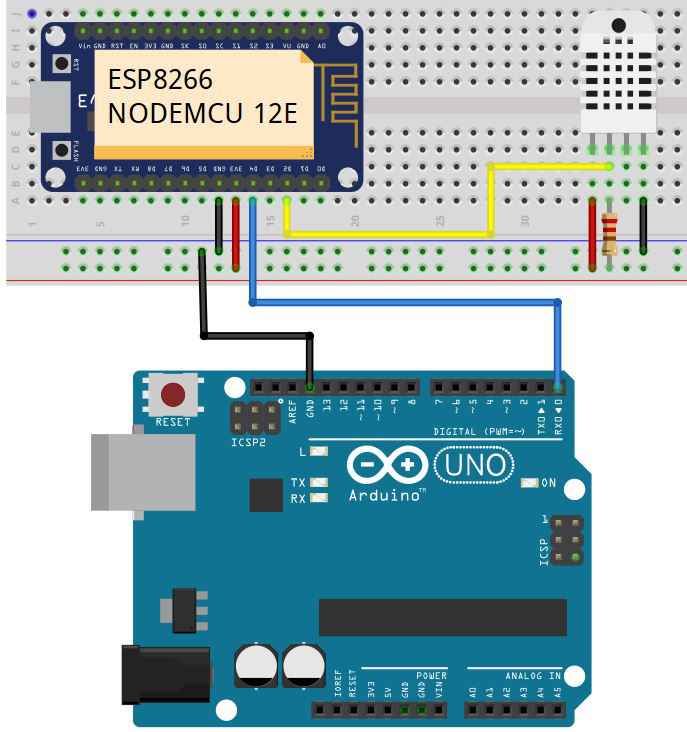 J
I
H
G
F
Vin GND RST EN 3V3 GND SK SO SC S1 S2 S3 VU GND AO
RST
ESP8266
NODEMCU 12E
FLASH
3V3 GND TX RX D8 D7 D6 D5 GND 3V3 D4 D3 D2 D1 D0
E
D
C
B
A
1 5 10 15 20 25 30
RESET
ICSP2
AREF
GND
13
12
~11
~10
~9
8
7
~6
~5
4
~3
2
TXD▶1
RXD◀0
DIGITAL (PWM=~)
L
TX
RX
UNO
ON
Arduino™
1
ICSP
POWER
ANALOG IN
IOREF
RESET
3V3
5V
GND
GND
VIN
A0
A1
A2
A3
A4
A5